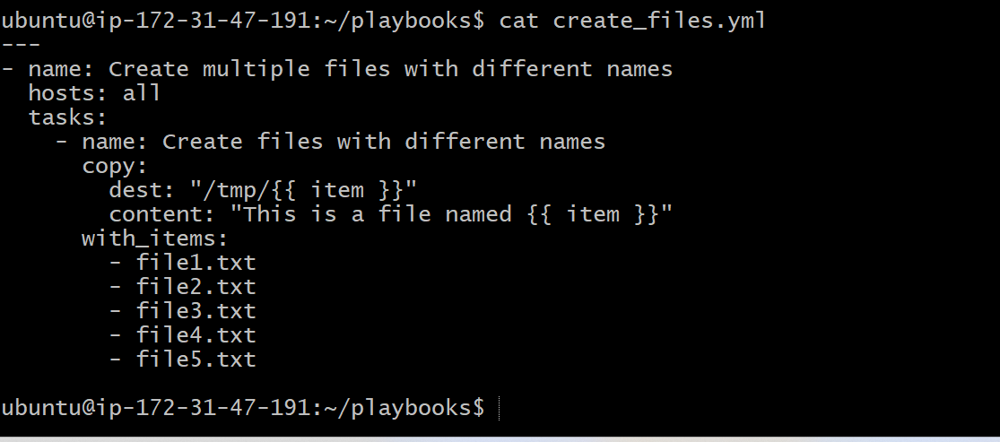 ubuntu@ip-172-31-47-191:~/playbooks$ cat create_files.yml
---
- name: Create multiple files with different names
  hosts: all
  tasks:
    - name: Create files with different names
      copy:
        dest: "/tmp/{{ item }}"
        content: "This is a file named {{ item }}"
      with_items:
        - file1.txt
        - file2.txt
        - file3.txt
        - file4.txt
        - file5.txt

ubuntu@ip-172-31-47-191:~/playbooks$